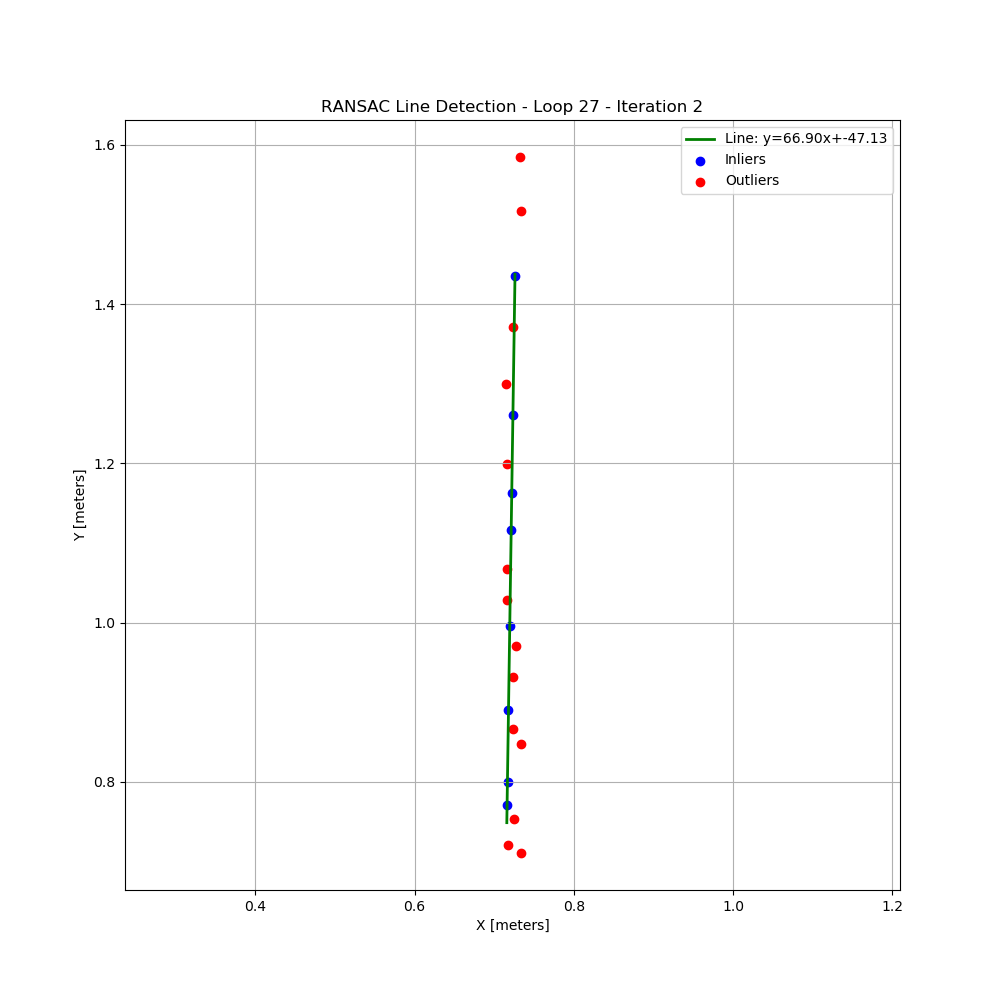 RANSAC Line Detection - Loop 27 - Iteration 2
Line: y=66.90x+-47.13
Inliers
Outliers
1.6
1.4
1.2
1.0
0.8
Y [meters]
0.4 0.6 0.8 1.0 1.2
X [meters]